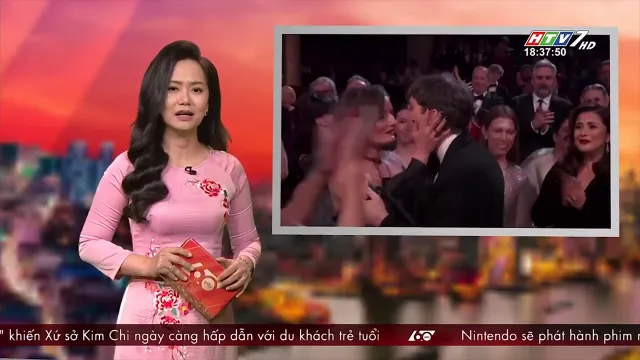 HTV7 HD
18:37:50
" khiến Xứ sở Kim Chi ngày càng hấp dẫn với du khách trẻ tuổi 60 Nintendo sẽ phát hành phim